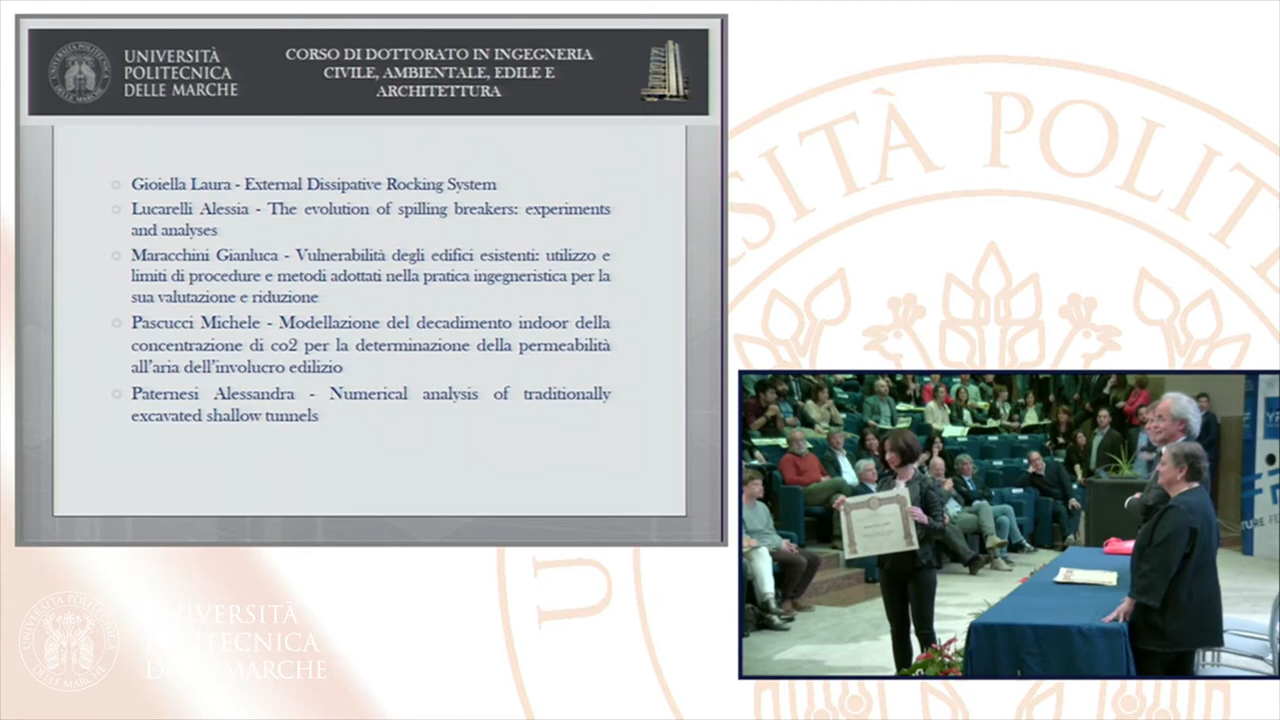 UNIVERSITÀ
POLITECNICA
DELLE MARCHE
CORSO DI DOTTORATO IN INGEGNERIA
CIVILE, AMBIENTALE, EDILE E
ARCHITETTURA
Gioiella Laura - External Dissipative Rocking System
Lucarelli Alessia - The evolution of spilling breakers: experiments
and analyses
Maracchini Gianluca - Vulnerabilità degli edifici esistenti: utilizzo e
limiti di procedure e metodi adottati nella pratica ingegneristica per la
sua valutazione e riduzione
Pascucci Michele - Modellazione del decadimento indoor della
concentrazione di co2 per la determinazione della permeabilità
all'aria dell'involucro edilizio
Paternesi Alessandra - Numerical analysis of traditionally
excavated shallow tunnels
UNIVERSITÀ
POLITECNICA
DELLE MARCHE
UNIVERSITÀ POLITECNICA DELLE MARCHE